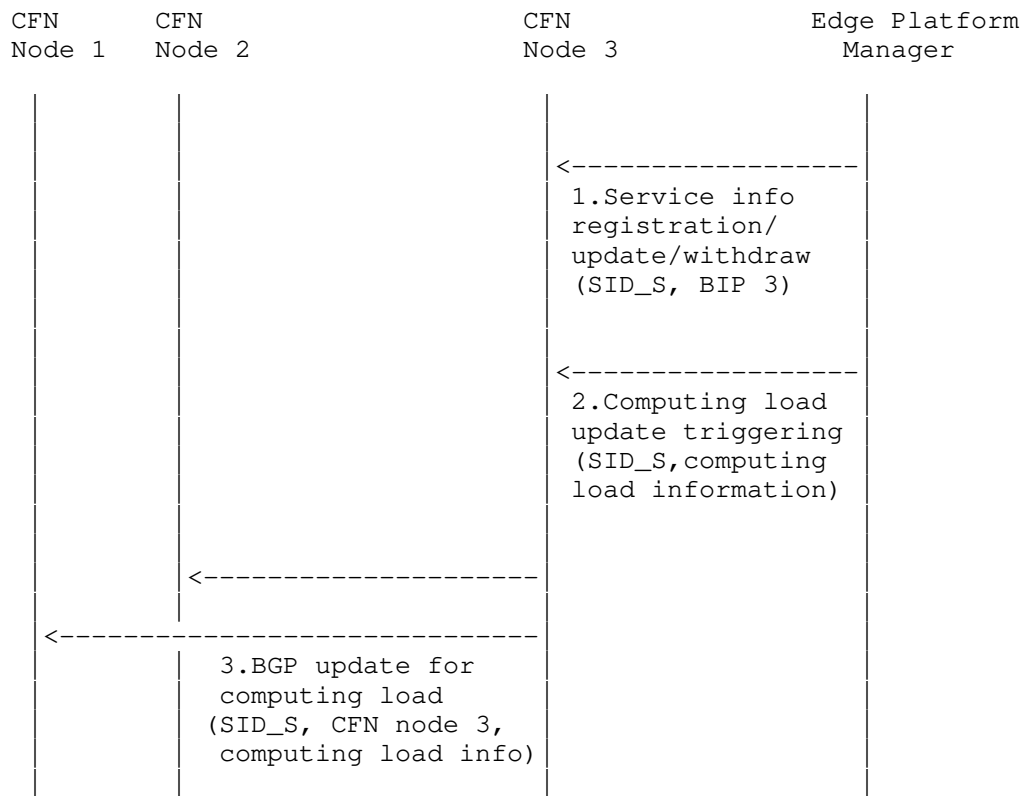 CFN CFN CFN Edge Platform
Node 1 Node 2 Node 3 Manager
1.Service info
registration/
update/withdraw
(SID_S, BIP 3)
2.Computing load
update triggering
(SID_S,computing
load information)
3.BGP update for
computing load
(SID_S, CFN node 3,
computing load info)